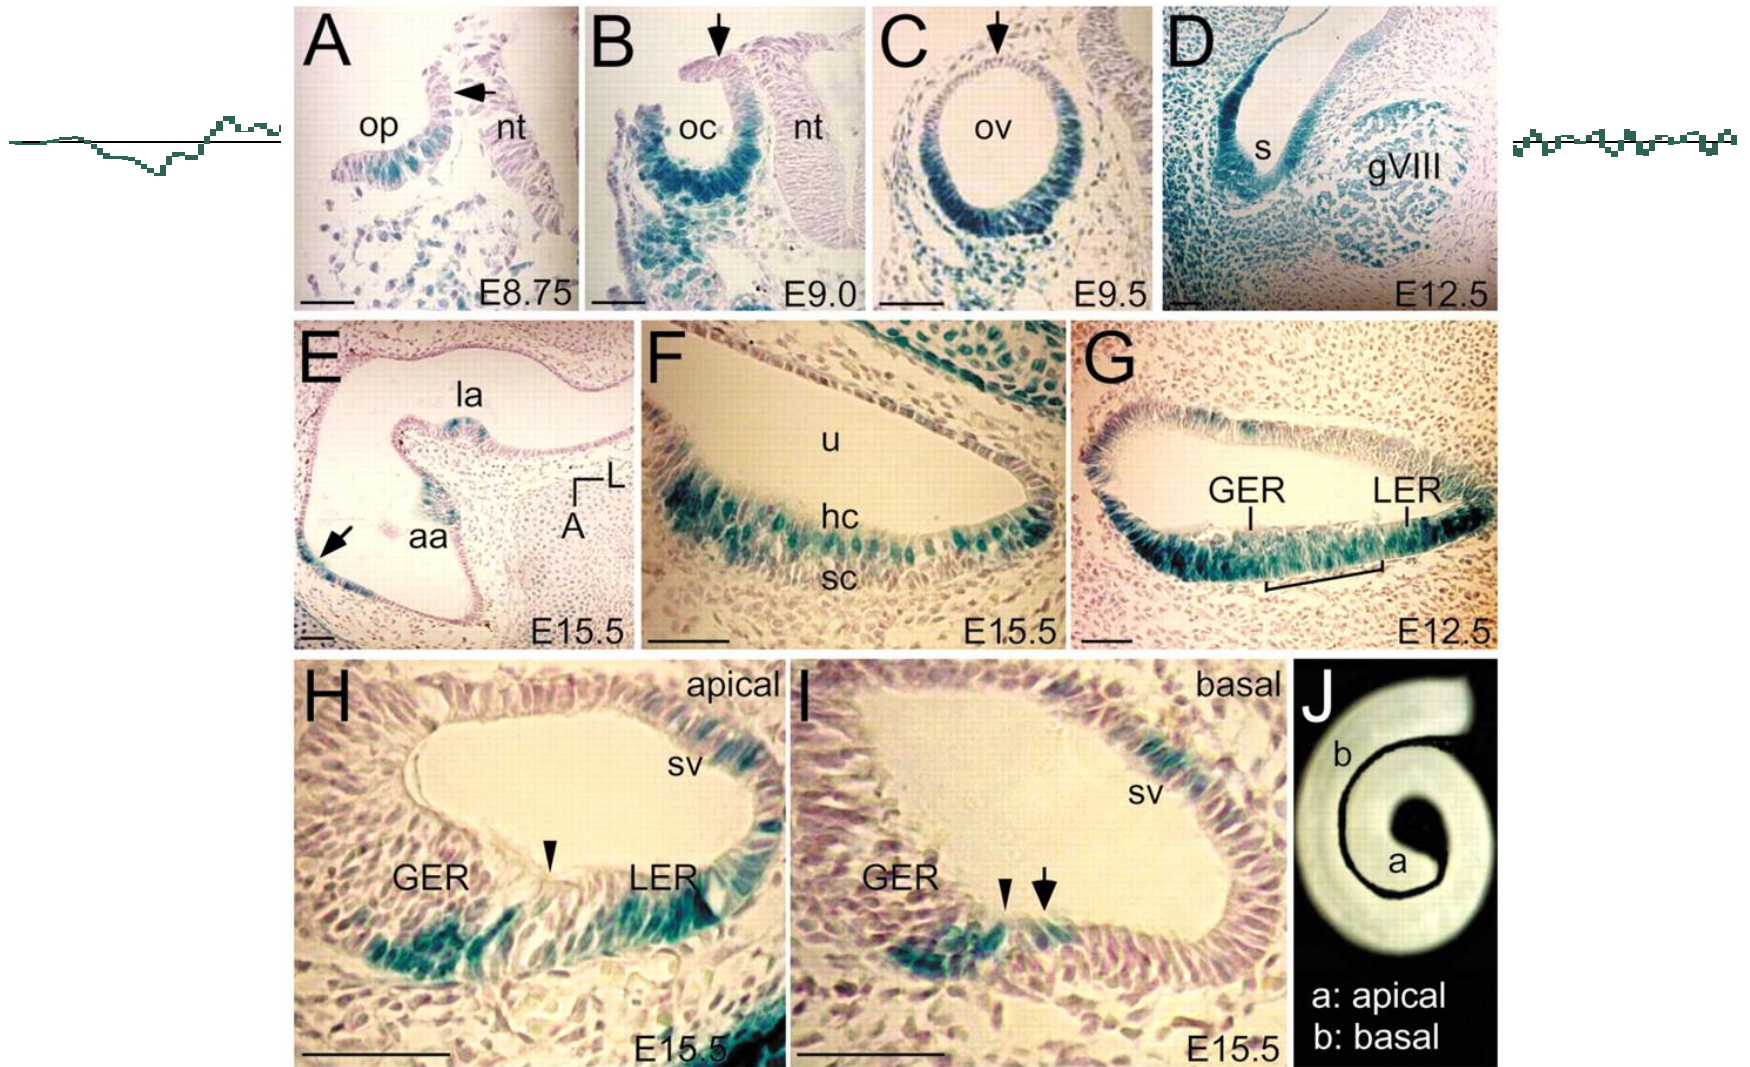 A
op
nt
E8.75
B
oc
nt
E9.0
C
ov
E9.5
D
s
gVIII
E12.5
E
la
L
A
aa
E15.5
F
u
hc
sc
E15.5
G
GER LER
E12.5
H
apical
sv
GER LER
E15.5
I
basal
sv
GER
E15.5
J
b
a
a: apical
b: basal